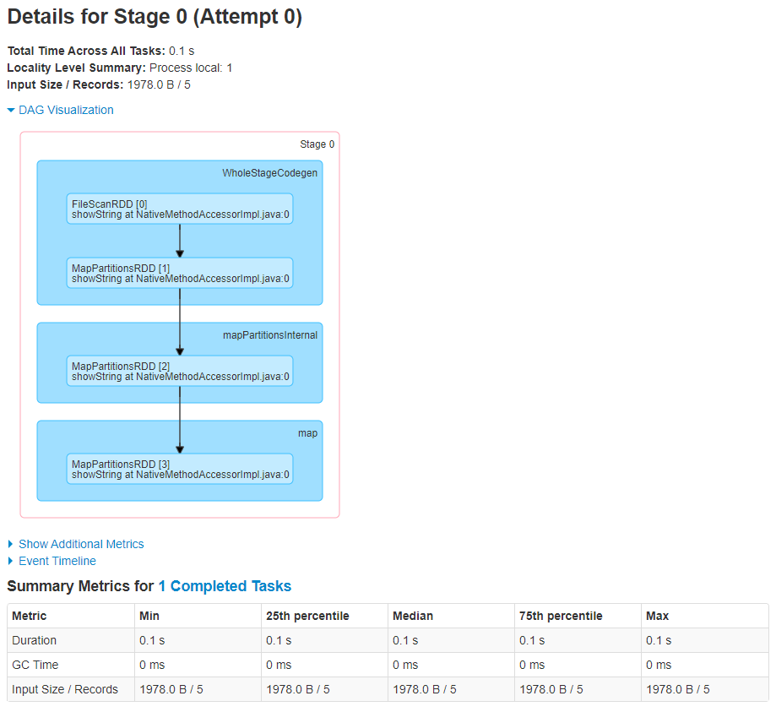 Details for Stage 0 (Attempt 0)
Total Time Across All Tasks: 0.1 s
Locality Level Summary: Process local: 1
Input Size / Records: 1978.0 B / 5
DAG Visualization
Stage 0
WholeStageCodegen
FileScanRDD [0]
showString at NativeMethodAccessorImpl.java:0
MapPartitionsRDD [1]
showString at NativeMethodAccessorImpl.java:0
mapPartitionsInternal
MapPartitionsRDD [2]
showString at NativeMethodAccessorImpl.java:0
map
MapPartitionsRDD [3]
showString at NativeMethodAccessorImpl.java:0
Show Additional Metrics
Event Timeline
Summary Metrics for 1 Completed Tasks
Metric Min 25th percentile Median 75th percentile Max
Duration 0.1 s 0.1 s 0.1 s 0.1 s 0.1 s
GC Time 0 ms 0 ms 0 ms 0 ms 0 ms
Input Size / Records 1978.0 B / 5 1978.0 B / 5 1978.0 B / 5 1978.0 B / 5 1978.0 B / 5